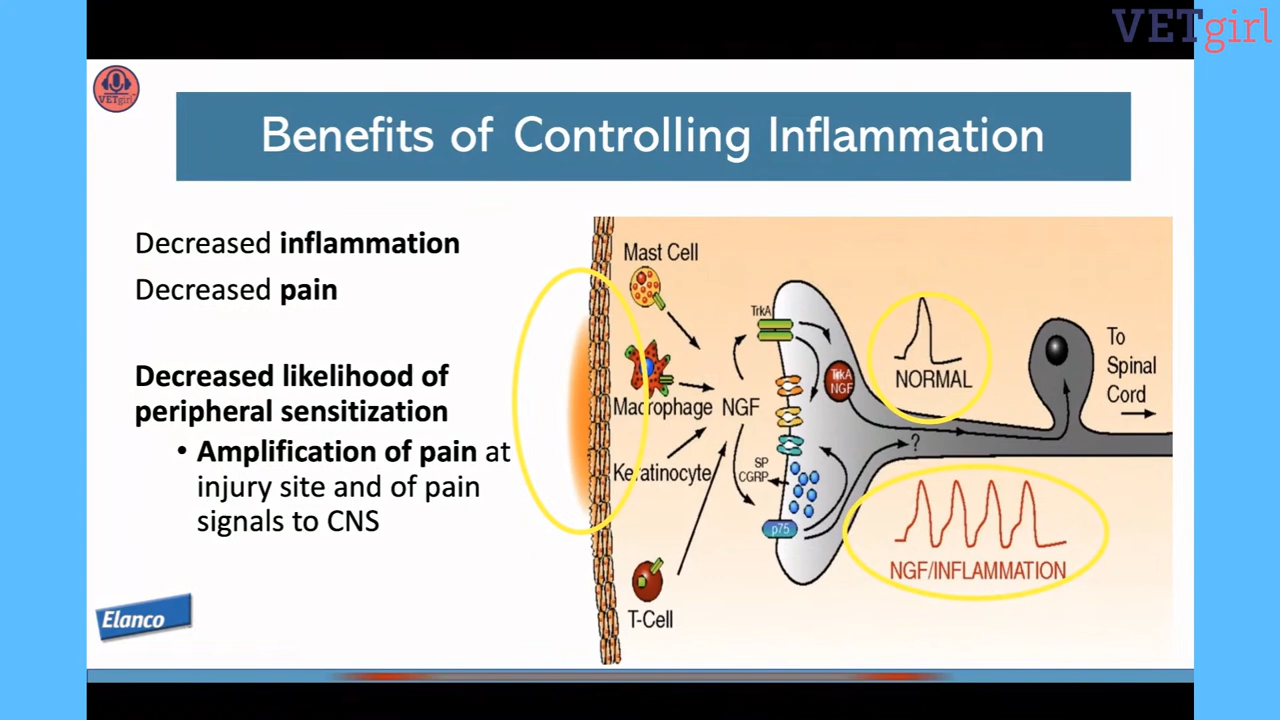 VETgirl
VETgirl
Benefits of Controlling Inflammation
Decreased inflammation
Decreased pain
Decreased likelihood of
peripheral sensitization
• Amplification of pain at
injury site and of pain
signals to CNS
Elanco
Mast Cell
Macrophage
Keratinocyte
T-Cell
NGF
TrkA
TrkA
NGF
SP
CGRP
p75
?
NORMAL
NGF/INFLAMMATION
To
Spinal
Cord